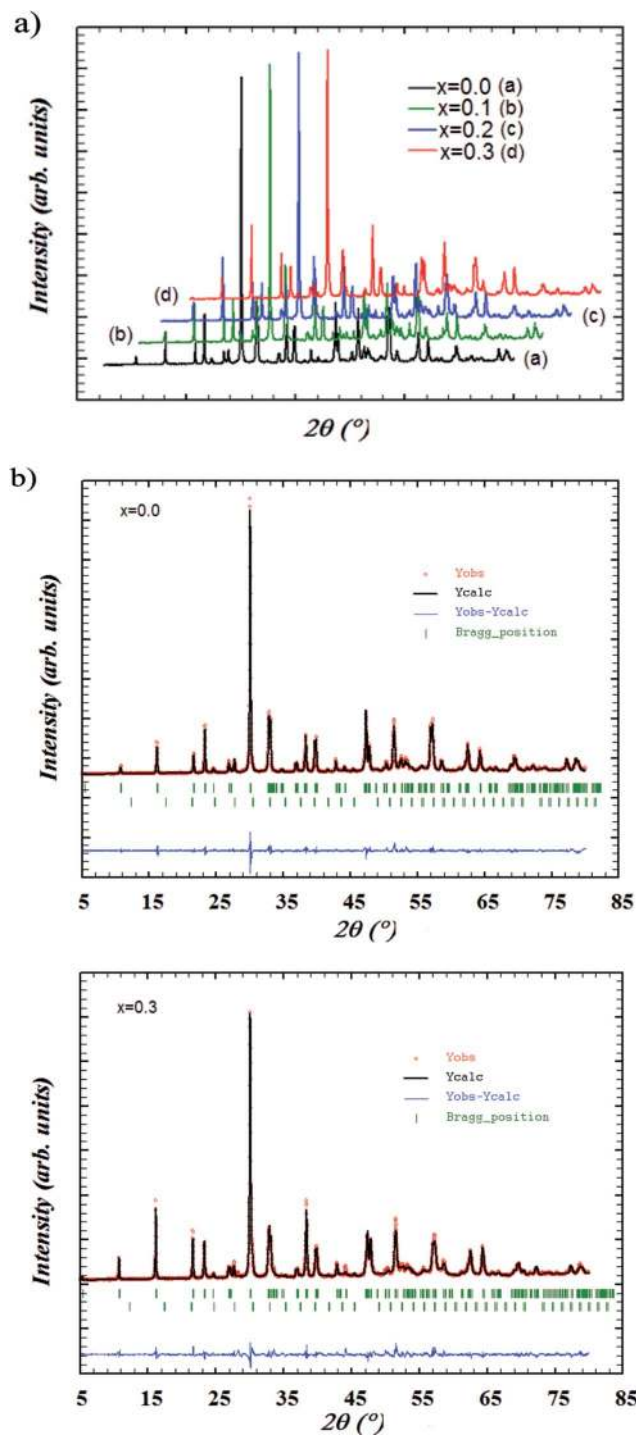 a)
x=0.0 (a)
x=0.1 (b)
x=0.2 (c)
x=0.3 (d)
Intensity (arb. units)
(d)
(c)
(b)
(a)
2θ (°)
b)
x=0.0
Yobs
Ycalc
Yobs-Ycalc
Bragg_position
Intensity (arb. units)
5 15 25 35 45 55 65 75 85
2θ (°)
x=0.3
Yobs
Ycalc
Yobs-Ycalc
Bragg_position
Intensity (arb. units)
5 15 25 35 45 55 65 75 85
2θ (°)